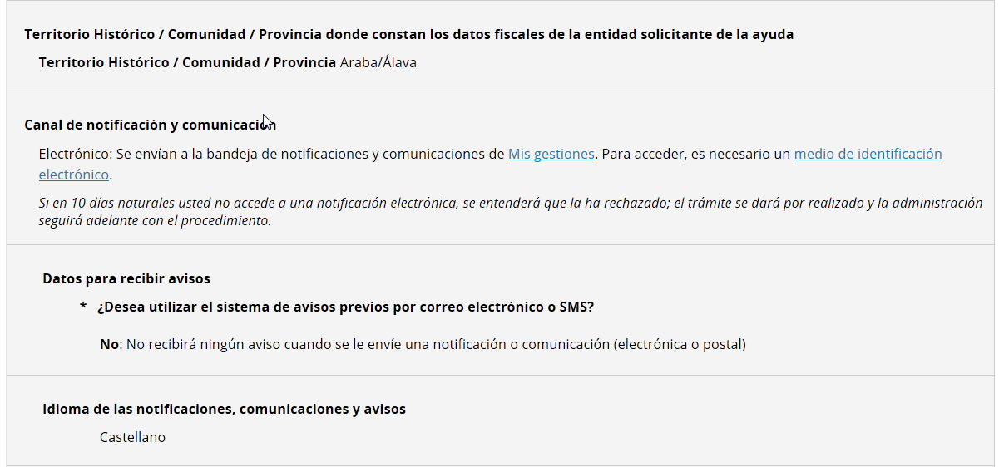 Territorio Histórico / Comunidad / Provincia donde constan los datos fiscales de la entidad solicitante de la ayuda
Territorio Histórico / Comunidad / Provincia Araba/Álava
Canal de notificación y comunicación
Electrónico: Se envían a la bandeja de notificaciones y comunicaciones de Mis gestiones. Para acceder, es necesario un medio de identificación
electrónico.
Si en 10 días naturales usted no accede a una notificación electrónica, se entenderá que la ha rechazado; el trámite se dará por realizado y la administración
seguirá adelante con el procedimiento.
Datos para recibir avisos
* ¿Desea utilizar el sistema de avisos previos por correo electrónico o SMS?
No: No recibirá ningún aviso cuando se le envíe una notificación o comunicación (electrónica o postal)
Idioma de las notificaciones, comunicaciones y avisos
Castellano